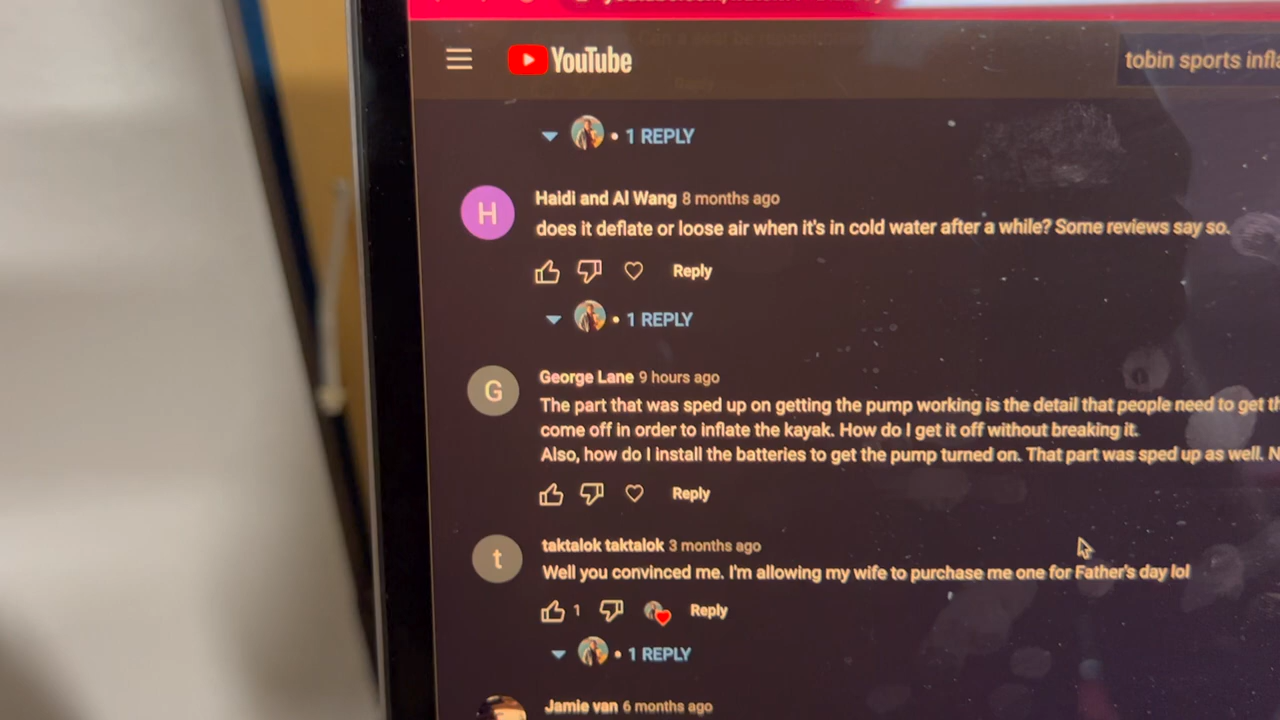 YouTube
tobin sports infl
• 1 REPLY
H
Haidi and Al Wang 8 months ago
does it deflate or loose air when it's in cold water after a while? Some reviews say so.
Reply
• 1 REPLY
G
George Lane 9 hours ago
The part that was sped up on getting the pump working is the detail that people need to get th
come off in order to inflate the kayak. How do I get it off without breaking it.
Also, how do I install the batteries to get the pump turned on. That part was sped up as well. N
Reply
t
taktalok taktalok 3 months ago
Well you convinced me. I'm allowing my wife to purchase me one for Father's day lol
1 Reply
• 1 REPLY
Jamie van 6 months ago